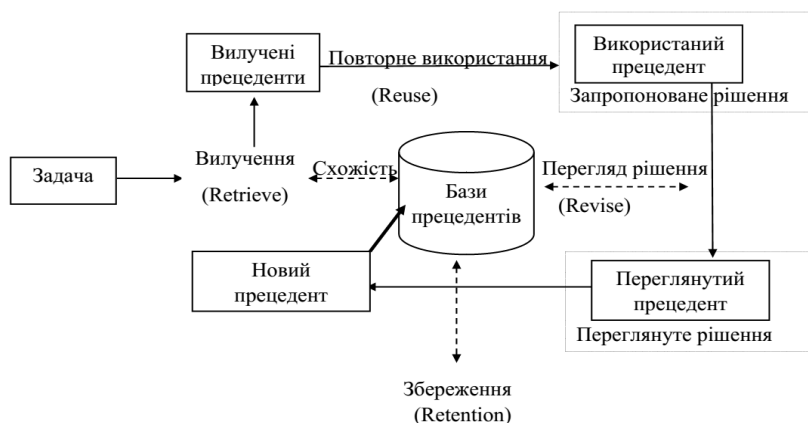 Вилучені
прецеденти
Повторне використання
(Reuse)
Використаний
прецедент
Запропоноване рішення
Задача
Вилучення
(Retrieve)
Схожість
Бази
прецедентів
Перегляд рішення
(Revise)
Новий
прецедент
Переглянутий
прецедент
Переглянуте рішення
Збереження
(Retention)